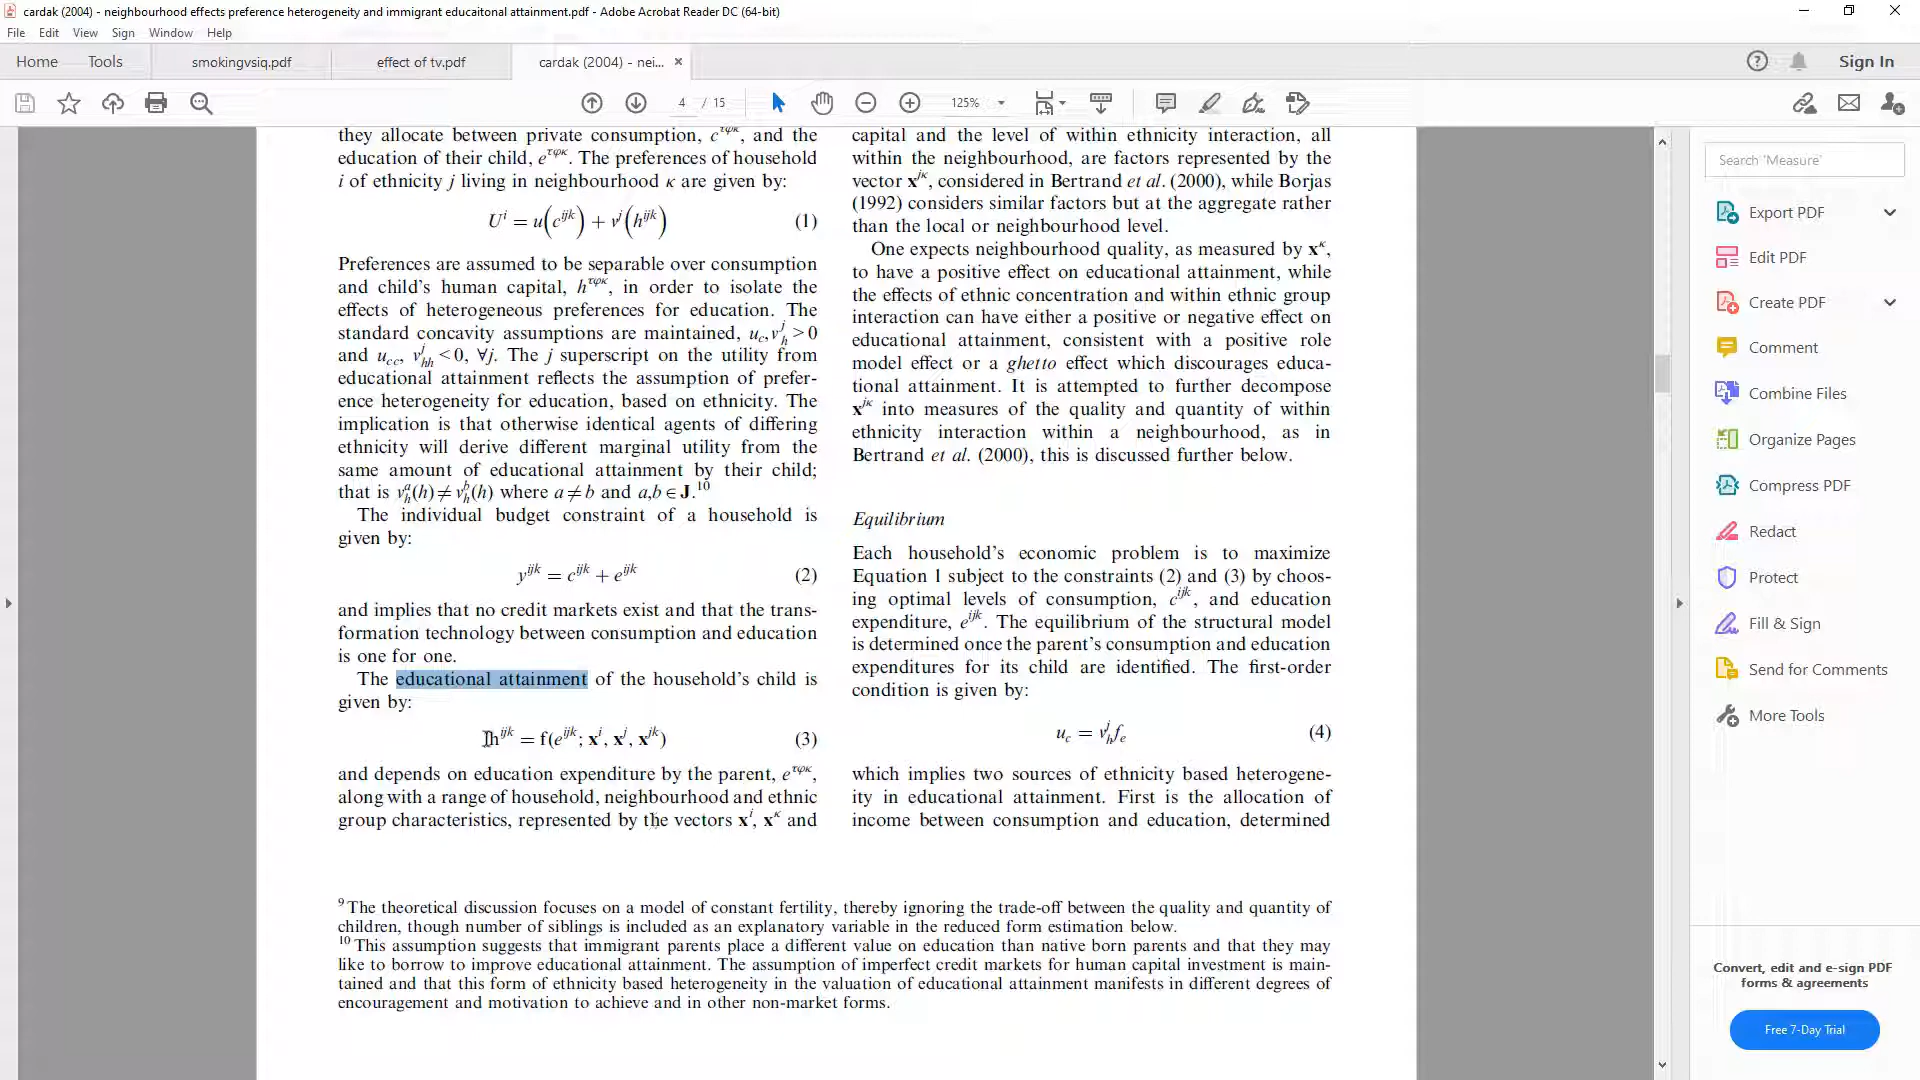 cardak (2004) - neighbourhood effects preference heterogeneity and immigrant educaitonal attainment.pdf - Adobe Acrobat Reader DC (64-bit)
File Edit View Sign Window Help
Home Tools smokingvsiq.pdf effect of tv.pdf cardak (2004) - nei... × Sign In
4 / 15 125%
they allocate between private consumption, c^τφκ, and the
education of their child, e^τφκ. The preferences of household
i of ethnicity j living in neighbourhood κ are given by:
U^i = u(c^ijk) + v^j(h^ijk) (1)
Preferences are assumed to be separable over consumption
and child's human capital, h^τφκ, in order to isolate the
effects of heterogeneous preferences for education. The
standard concavity assumptions are maintained, u_c, v_h^j > 0
and u_cc, v_hh^j < 0, ∀j. The j superscript on the utility from
educational attainment reflects the assumption of prefer-
ence heterogeneity for education, based on ethnicity. The
implication is that otherwise identical agents of differing
ethnicity will derive different marginal utility from the
same amount of educational attainment by their child;
that is v_h^a(h) ≠ v_h^b(h) where a ≠ b and a,b ∈ J.^10
The individual budget constraint of a household is
given by:
y^ijk = c^ijk + e^ijk (2)
and implies that no credit markets exist and that the trans-
formation technology between consumption and education
is one for one.
The educational attainment of the household's child is
given by:
h^ijk = f(e^ijk; x^i, x^j, x^jk) (3)
and depends on education expenditure by the parent, e^τφκ,
along with a range of household, neighbourhood and ethnic
group characteristics, represented by the vectors x^i, x^κ and
capital and the level of within ethnicity interaction, all
within the neighbourhood, are factors represented by the
vector x^jκ, considered in Bertrand et al. (2000), while Borjas
(1992) considers similar factors but at the aggregate rather
than the local or neighbourhood level.
One expects neighbourhood quality, as measured by x^κ,
to have a positive effect on educational attainment, while
the effects of ethnic concentration and within ethnic group
interaction can have either a positive or negative effect on
educational attainment, consistent with a positive role
model effect or a ghetto effect which discourages educa-
tional attainment. It is attempted to further decompose
x^jκ into measures of the quality and quantity of within
ethnicity interaction within a neighbourhood, as in
Bertrand et al. (2000), this is discussed further below.
Equilibrium
Each household's economic problem is to maximize
Equation 1 subject to the constraints (2) and (3) by choos-
ing optimal levels of consumption, c^ijk, and education
expenditure, e^ijk. The equilibrium of the structural model
is determined once the parent's consumption and education
expenditures for its child are identified. The first-order
condition is given by:
u_c = v_h^j f_e (4)
which implies two sources of ethnicity based heterogene-
ity in educational attainment. First is the allocation of
income between consumption and education, determined
^9 The theoretical discussion focuses on a model of constant fertility, thereby ignoring the trade-off between the quality and quantity of
children, though number of siblings is included as an explanatory variable in the reduced form estimation below.
^10 This assumption suggests that immigrant parents place a different value on education than native born parents and that they may
like to borrow to improve educational attainment. The assumption of imperfect credit markets for human capital investment is main-
tained and that this form of ethnicity based heterogeneity in the valuation of educational attainment manifests in different degrees of
encouragement and motivation to achieve and in other non-market forms.
Search 'Measure'
Export PDF
Edit PDF
Create PDF
Comment
Combine Files
Organize Pages
Compress PDF
Redact
Protect
Fill & Sign
Send for Comments
More Tools
Convert, edit and e-sign PDF
forms & agreements
Free 7-Day Trial